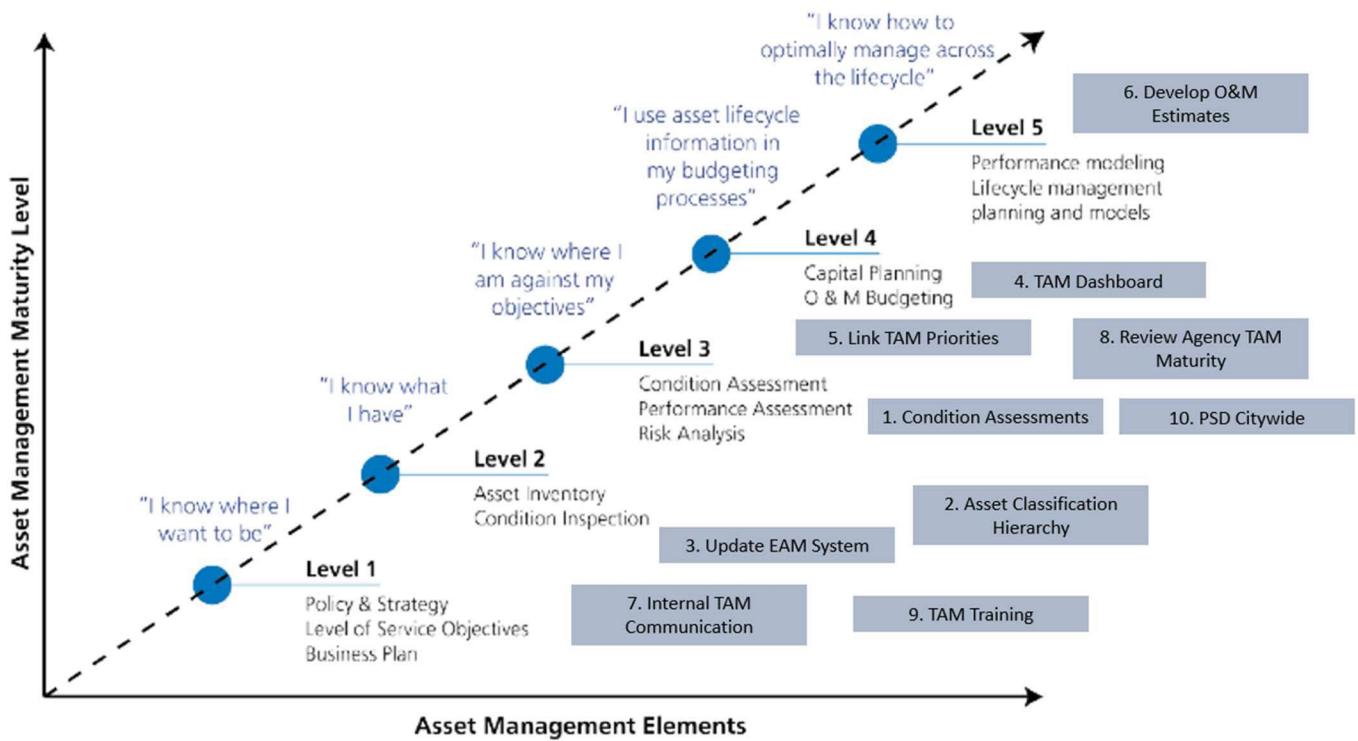 Asset Management Maturity Level
"I know how to
optimally manage across
the lifecycle"
6. Develop O&M
Estimates
"I use asset lifecycle
information in
my budgeting
processes"
Level 5
Performance modeling
Lifecycle management
planning and models
"I know where I
am against my
objectives"
Level 4
Capital Planning
O & M Budgeting
4. TAM Dashboard
5. Link TAM Priorities
8. Review Agency TAM
Maturity
"I know what
I have"
Level 3
Condition Assessment
Performance Assessment
Risk Analysis
1. Condition Assessments
10. PSD Citywide
"I know where I
want to be"
Level 2
Asset Inventory
Condition Inspection
2. Asset Classification
Hierarchy
3. Update EAM System
Level 1
Policy & Strategy
Level of Service Objectives
Business Plan
7. Internal TAM
Communication
9. TAM Training
Asset Management Elements